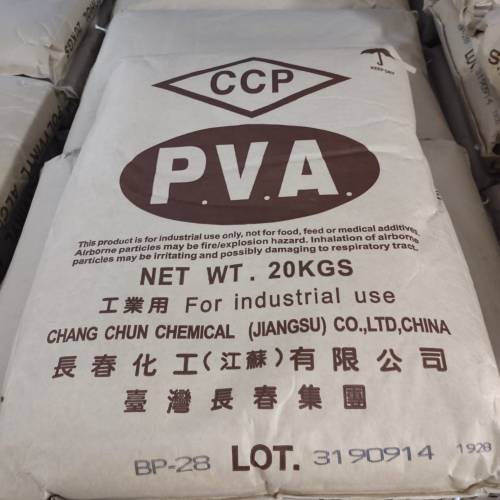 CCP
KEEP DRY
P.V.A.
This product is for industrial use only, not for food, feed or medical additives.
Airborne particles may be fire/explosion hazard. Inhalation of airborne
particles may be irritating and possibly damaging to respiratory tract.
NET WT. 20KGS
工業用 For industrial use
CHANG CHUN CHEMICAL (JIANGSU) CO.,LTD,CHINA
長春化工(江蘇)有限公司
臺灣長春集團
BP-28 LOT. 3190914 1928